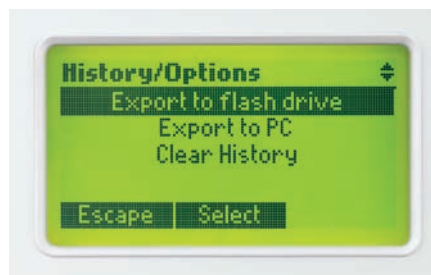 History/Options
Export to flash drive
Export to PC
Clear History
Escape Select